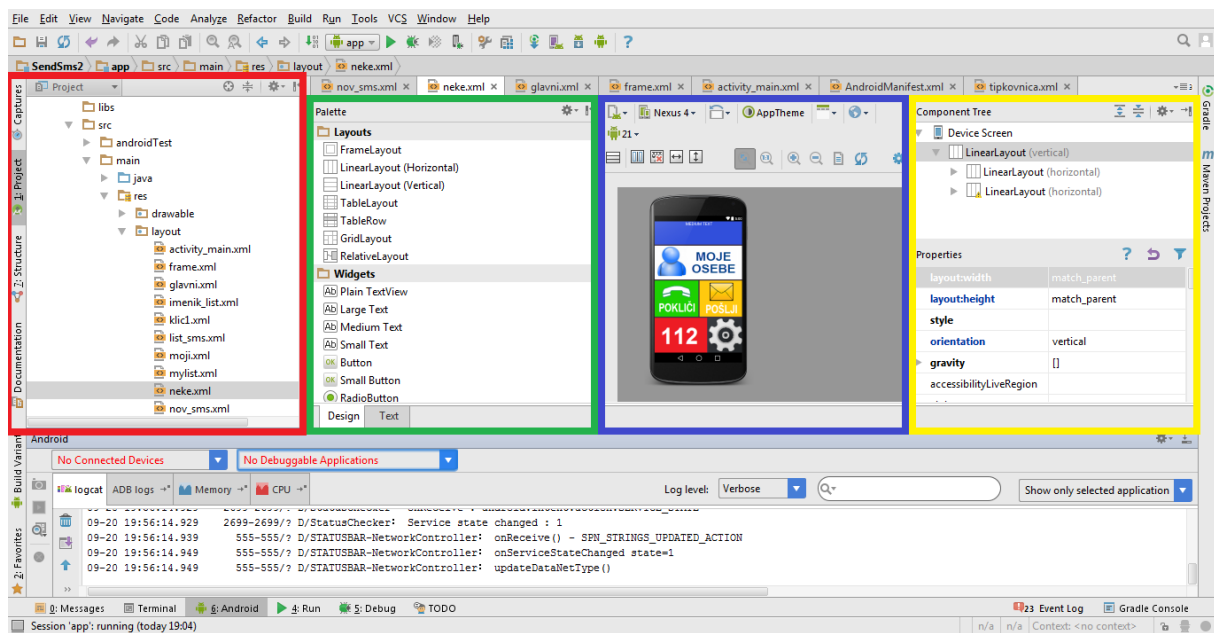 File Edit View Navigate Code Analyze Refactor Build Run Tools VCS Window Help
app
SendSms2 app src main res layout neke.xml
Captures
1: Project
7: Structure
Documentation
Build Variant
2: Favorites
Project
libs
src
androidTest
main
java
res
drawable
layout
activity_main.xml
frame.xml
glavni.xml
imenik_list.xml
klic1.xml
list_sms.xml
moji.xml
mylist.xml
neke.xml
nov_sms.xml
nov_sms.xml neke.xml glavni.xml frame.xml activity_main.xml AndroidManifest.xml tipkovnica.xml
Palette
Layouts
FrameLayout
LinearLayout (Horizontal)
LinearLayout (Vertical)
TableLayout
TableRow
GridLayout
RelativeLayout
Widgets
Ab Plain TextView
Ab Large Text
Ab Medium Text
Ab Small Text
OK Button
OK Small Button
RadioButton
Design Text
Nexus 4 AppTheme
21
MEDIUM TEXT
MOJE
OSEBE
POKLIČI POŠLJI
112
Component Tree
Device Screen
LinearLayout (vertical)
LinearLayout (horizontal)
LinearLayout (horizontal)
Properties
layout:width match_parent
layout:height match_parent
style
orientation vertical
gravity []
accessibilityLiveRegion
Gradle
Maven Projects
Android
No Connected Devices No Debuggable Applications
logcat ADB logs Memory CPU Log level: Verbose Show only selected application
09-20 19:56:14.929 2699-2699/? D/StatusChecker: Service state changed : 1
09-20 19:56:14.939 555-555/? D/STATUSBAR-NetworkController: onReceive() - SPN_STRINGS_UPDATED_ACTION
09-20 19:56:14.949 555-555/? D/STATUSBAR-NetworkController: onServiceStateChanged state=1
09-20 19:56:14.949 555-555/? D/STATUSBAR-NetworkController: updateDataNetType()
0: Messages Terminal 6: Android 4: Run 5: Debug TODO 23 Event Log Gradle Console
Session 'app': running (today 19:04) n/a n/a Context: <no context>